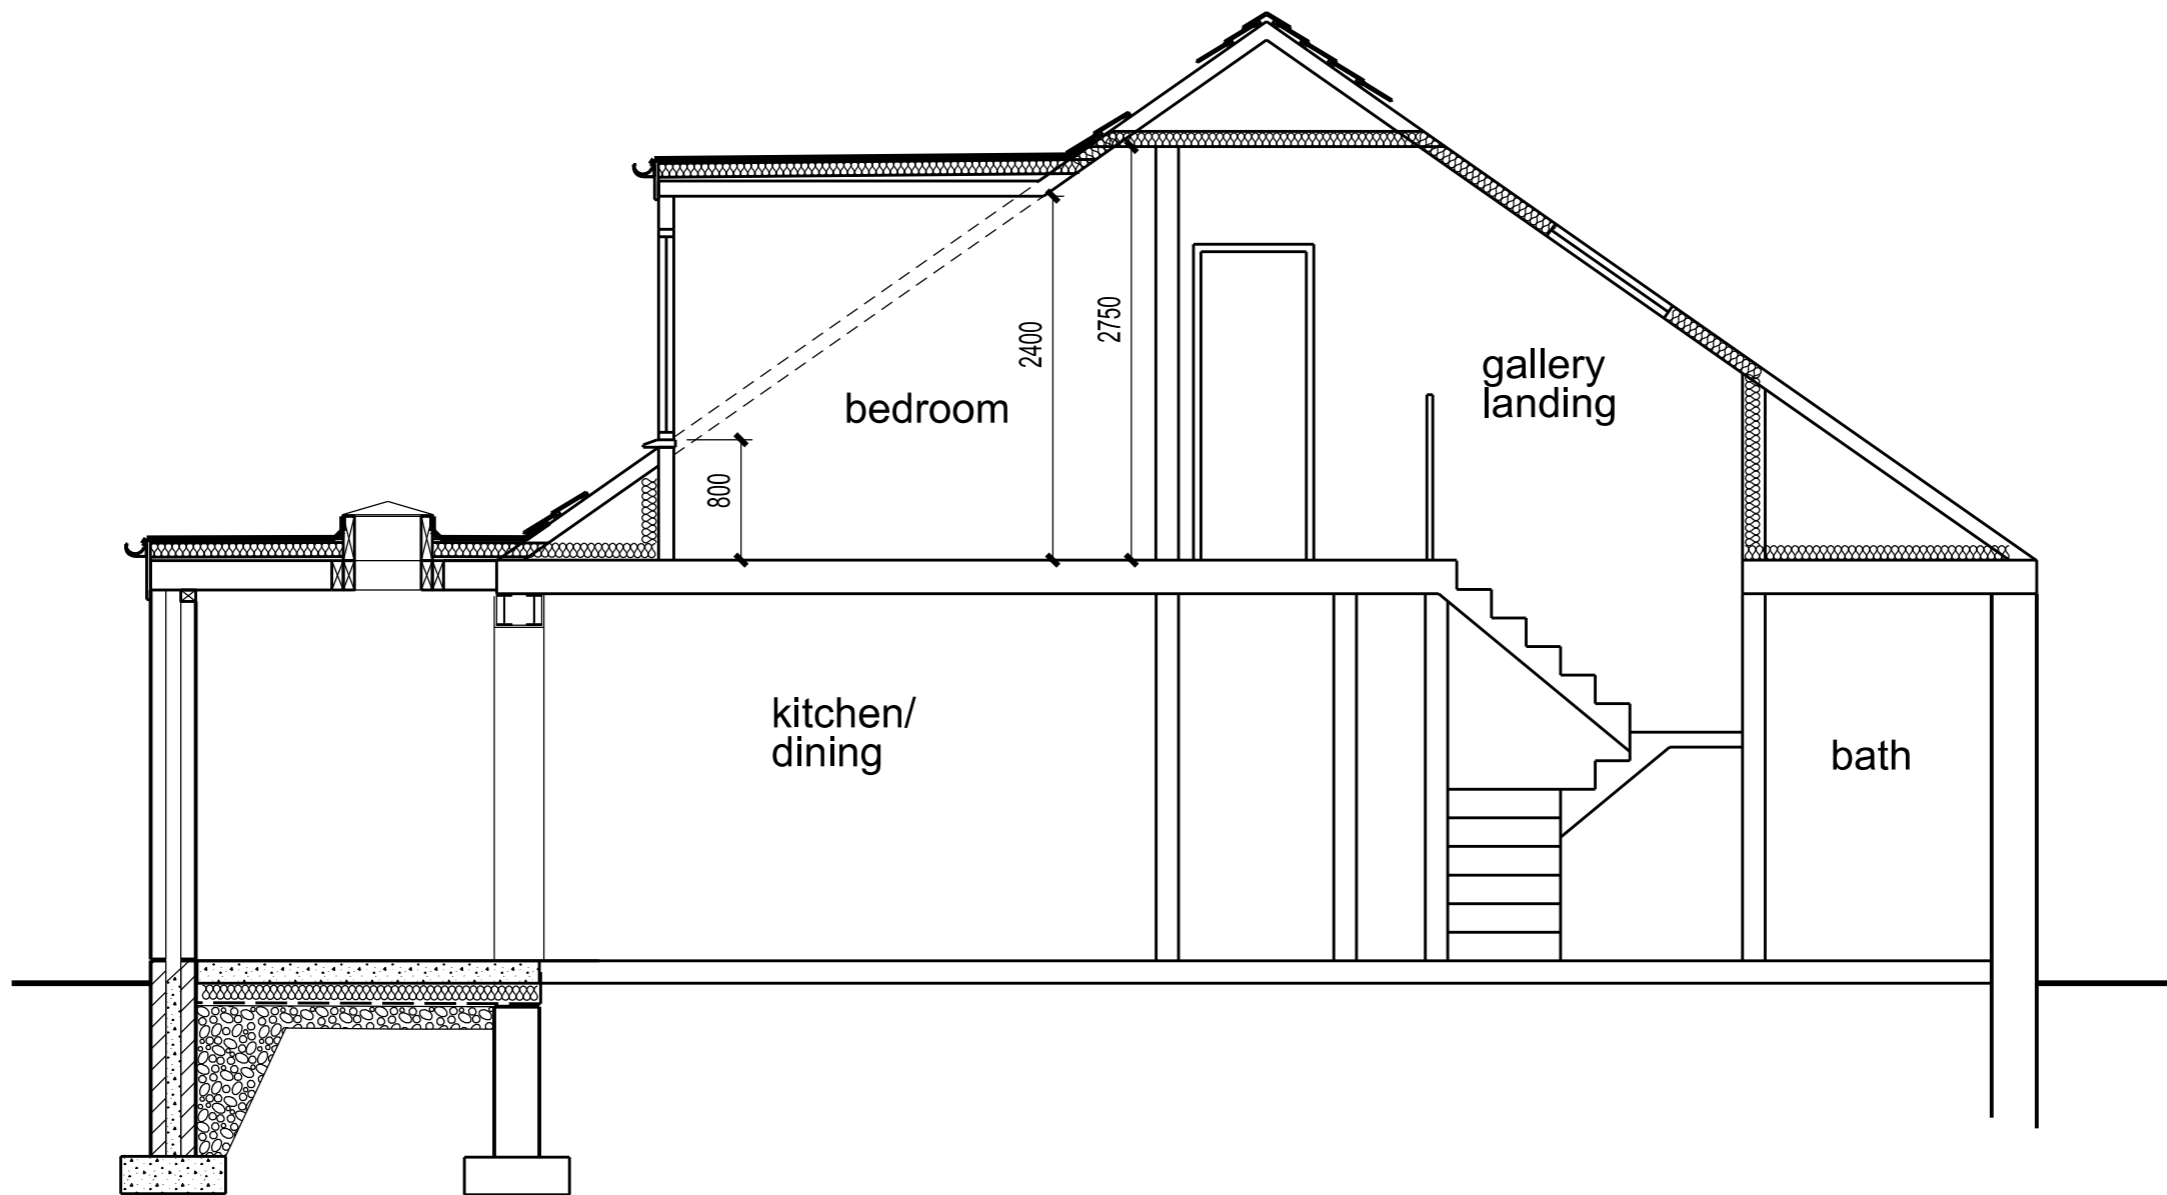 2400
2750
gallery
landing
bedroom
800
kitchen/
dining
bath